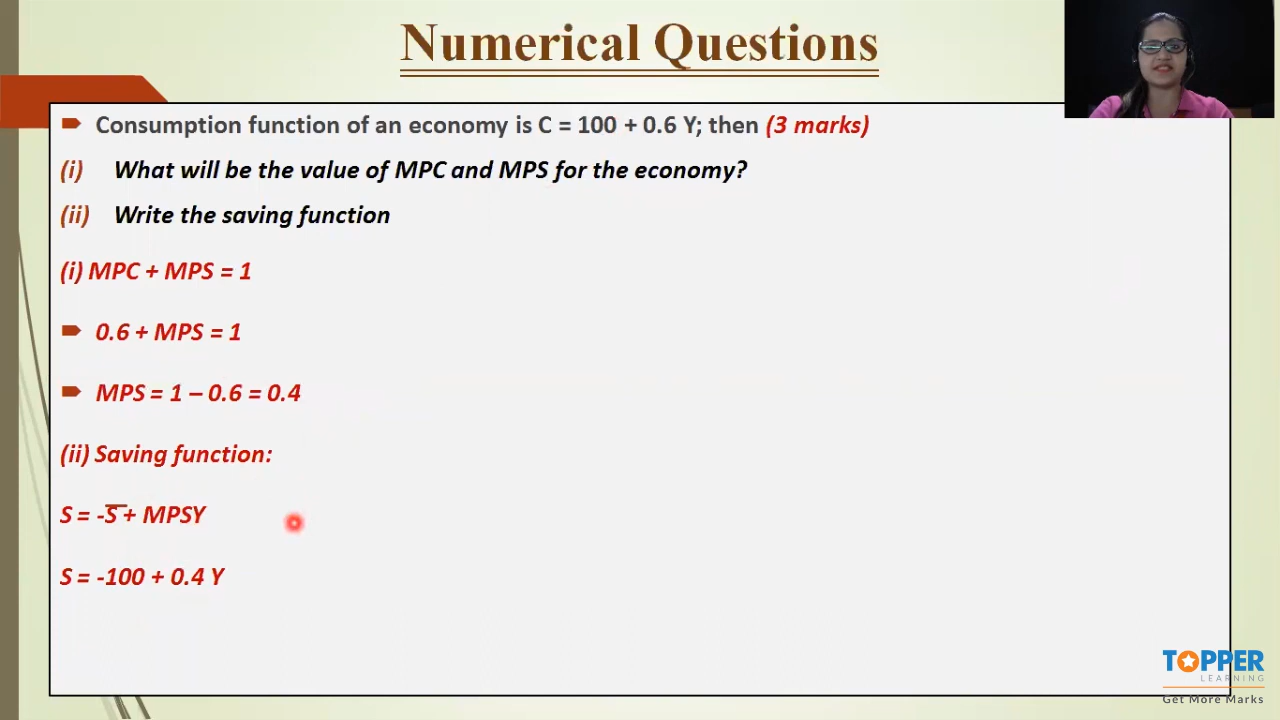 Numerical Questions
Consumption function of an economy is C = 100 + 0.6 Y; then (3 marks)
(i) What will be the value of MPC and MPS for the economy?
(ii) Write the saving function
(i) MPC + MPS = 1
0.6 + MPS = 1
MPS = 1 – 0.6 = 0.4
(ii) Saving function:
S = -S̅ + MPSY
S = -100 + 0.4 Y
TOPPER
LEARNING
Get More Marks